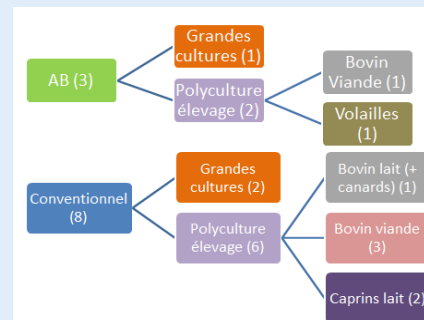 AB (3)
Grandes
cultures (1)
Polyculture
élevage (2)
Bovin
Viande (1)
Volailles
(1)
Conventionnel
(8)
Grandes
cultures (2)
Polyculture
élevage (6)
Bovin lait (+
canards) (1)
Bovin viande
(3)
Caprins lait (2)